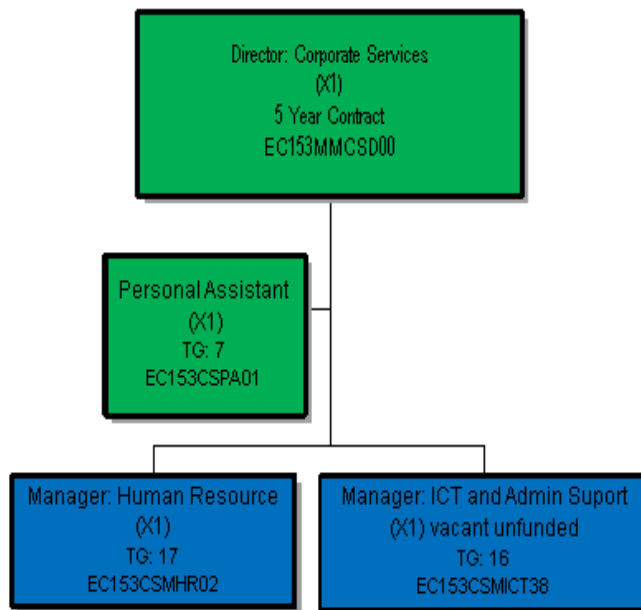 Director: Corporate Services
(X1)
5 Year Contract
EC153MMCSD00
Personal Assistant
(X1)
TG: 7
EC153CSPA01
Manager: Human Resource
(X1)
TG: 17
EC153CSMHR02
Manager: ICT and Admin Suport
(X1) vacant unfunded
TG: 16
EC153CSMICT38